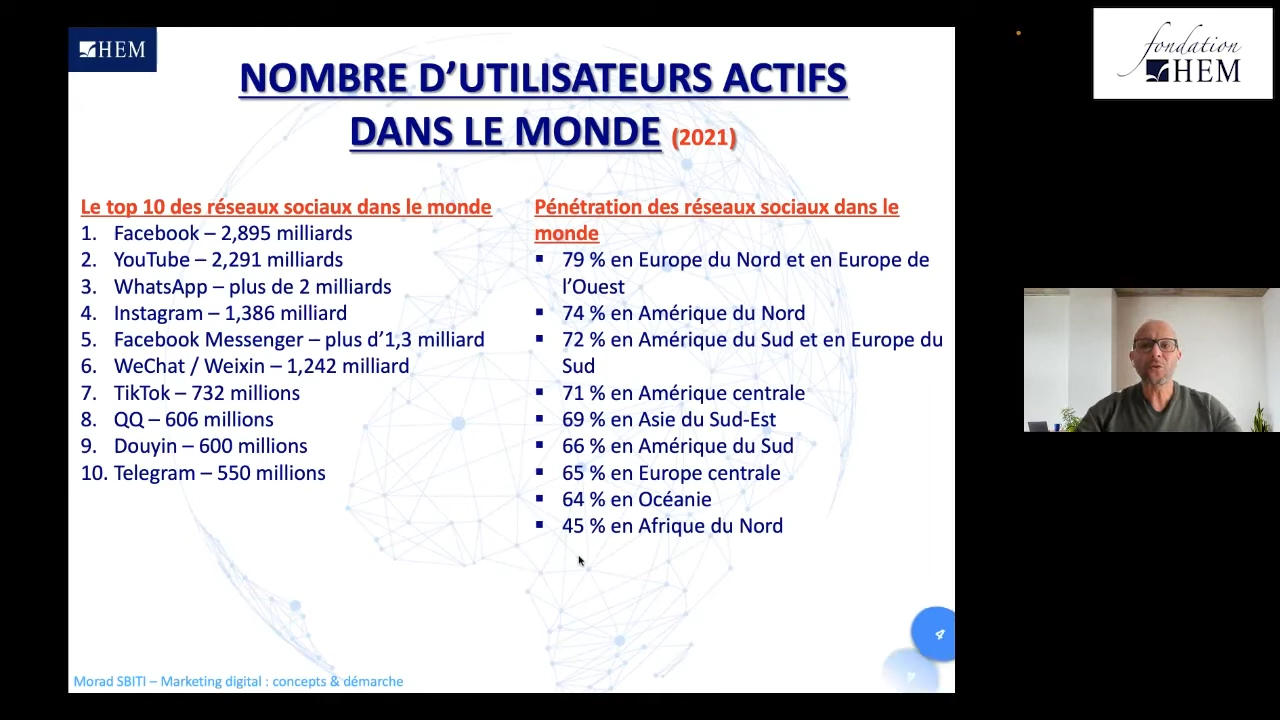 HEM
NOMBRE D'UTILISATEURS ACTIFS
DANS LE MONDE (2021)
Le top 10 des réseaux sociaux dans le monde
1. Facebook – 2,895 milliards
2. YouTube – 2,291 milliards
3. WhatsApp – plus de 2 milliards
4. Instagram – 1,386 milliard
5. Facebook Messenger – plus d'1,3 milliard
6. WeChat / Weixin – 1,242 milliard
7. TikTok – 732 millions
8. QQ – 606 millions
9. Douyin – 600 millions
10. Telegram – 550 millions
Pénétration des réseaux sociaux dans le
monde
▪ 79 % en Europe du Nord et en Europe de
l'Ouest
▪ 74 % en Amérique du Nord
▪ 72 % en Amérique du Sud et en Europe du
Sud
▪ 71 % en Amérique centrale
▪ 69 % en Asie du Sud-Est
▪ 66 % en Amérique du Sud
▪ 65 % en Europe centrale
▪ 64 % en Océanie
▪ 45 % en Afrique du Nord
4
Morad SBITI – Marketing digital : concepts & démarche
fondation
HEM